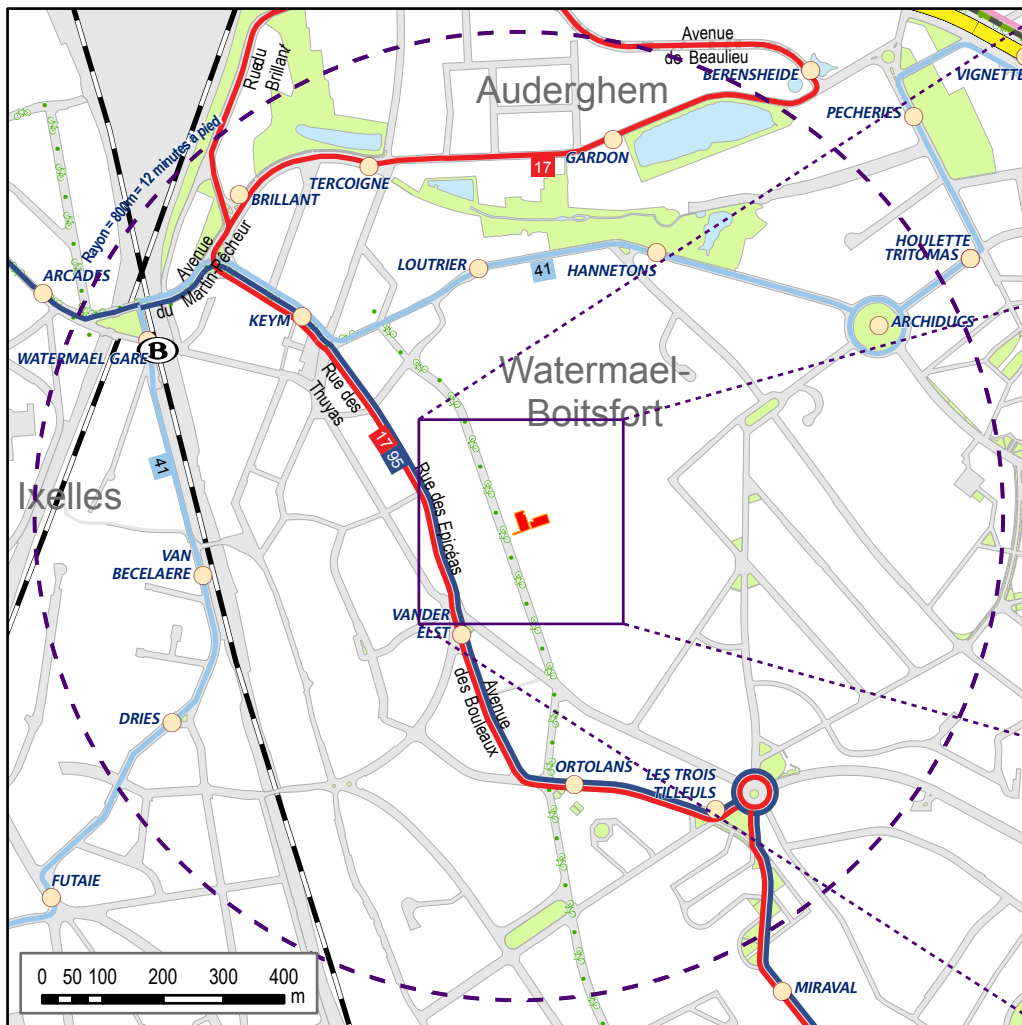 Avenue
de Beaulieu
Rue du
Brillant
BERENSHEIDE
VIGNETTE
Auderghem
PECHERIES
GARDON
17
TERCOIGNE
BRILLANT
Rayon = 800m = 12 minutes à pied
Avenue
du Martin-Pêcheur
HOULETTE
TRITOMAS
LOUTRIER
41
HANNETONS
ARCADES
KEYM
ARCHIDUCS
WATERMAEL GARE
B
Rue des
Thuyas
Watermael-
Boitsfort
17
95
41
Ixelles
Rue des Epicéas
VAN
BECELAERE
VANDER
ELST
Avenue
des Bouleaux
DRIES
ORTOLANS
LES TROIS
TILLEULS
FUTAIE
MIRAVAL
0 50 100 200 300 400
m